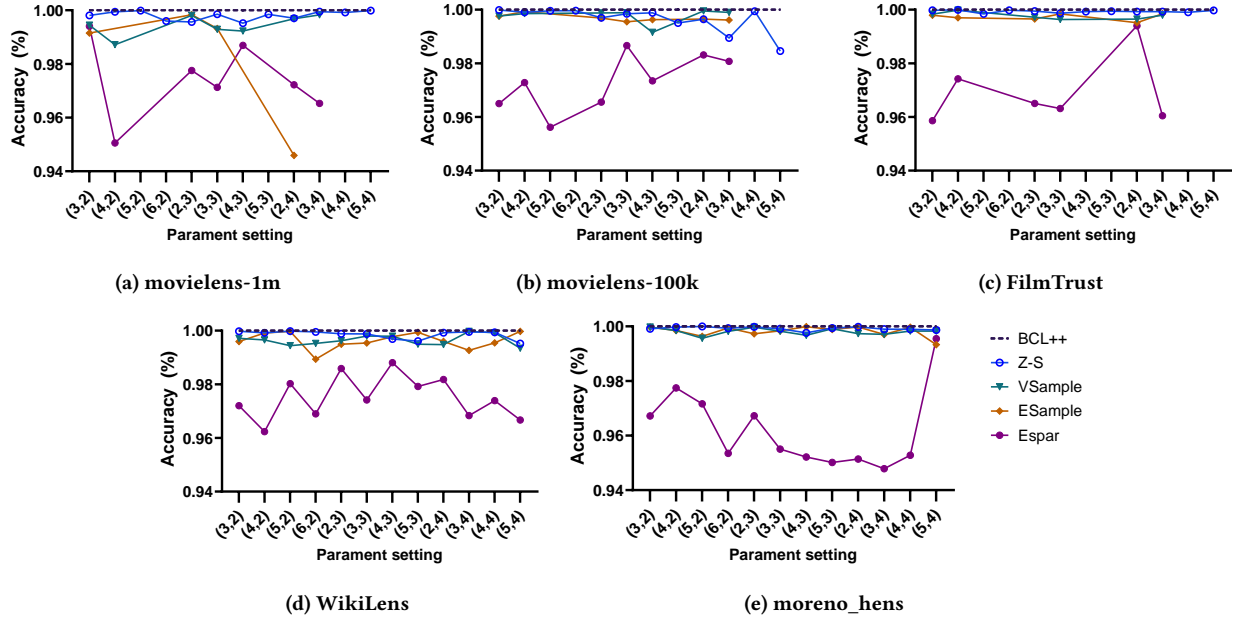 Accuracy (%)
1.00
0.98
0.96
0.94
(3,2) (4,2) (5,2) (6,2) (2,3) (3,3) (4,3) (5,3) (2,4) (3,4) (4,4) (5,4)
Parament setting
(a) movielens-1m
Accuracy (%)
1.00
0.98
0.96
0.94
(3,2) (4,2) (5,2) (6,2) (2,3) (3,3) (4,3) (5,3) (2,4) (3,4) (4,4) (5,4)
Parament setting
(b) movielens-100k
Accuracy (%)
1.00
0.98
0.96
0.94
(3,2) (4,2) (5,2) (6,2) (2,3) (3,3) (4,3) (5,3) (2,4) (3,4) (4,4) (5,4)
Parament setting
(c) FilmTrust
Accuracy (%)
1.00
0.98
0.96
0.94
(3,2) (4,2) (5,2) (6,2) (2,3) (3,3) (4,3) (5,3) (2,4) (3,4) (4,4) (5,4)
Parament setting
(d) WikiLens
Accuracy (%)
1.00
0.98
0.96
0.94
(3,2) (4,2) (5,2) (6,2) (2,3) (3,3) (4,3) (5,3) (2,4) (3,4) (4,4) (5,4)
Parament setting
(e) moreno_hens
BCL++
Z-S
VSample
ESample
Espar